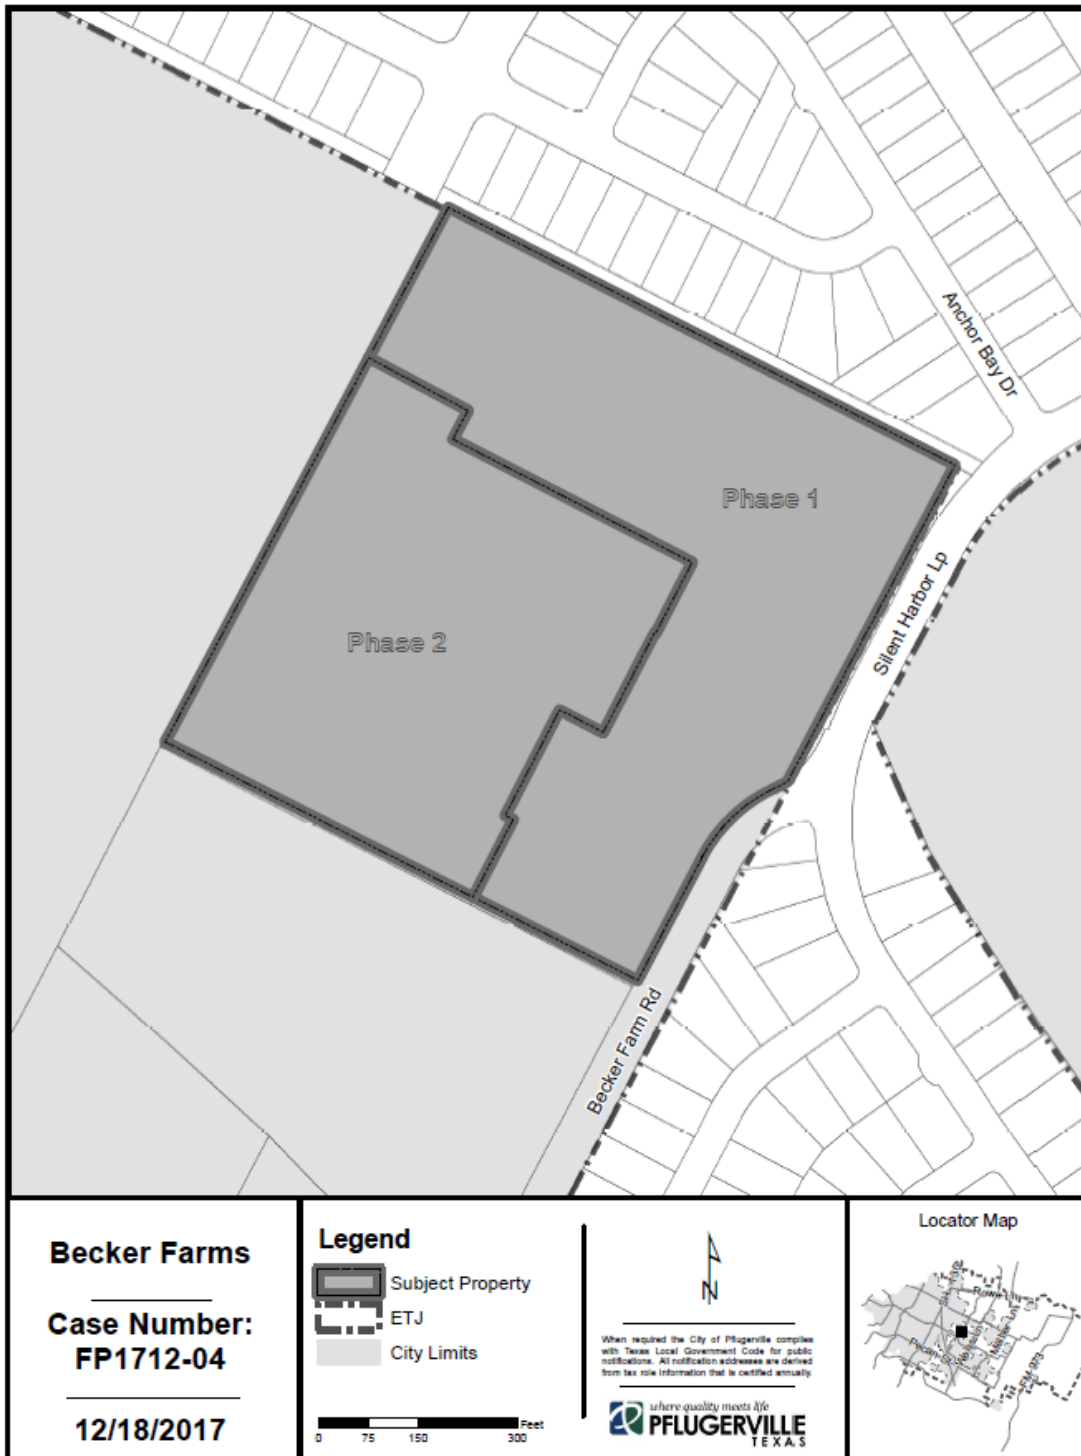 Anchor Bay Dr
Phase 1
Silent Harbor Lp
Phase 2
Becker Farm Rd
Becker Farms
Case Number:
FP1712-04
12/18/2017
Legend
Subject Property
ETJ
City Limits
Feet
0 75 150 300
N
When required the City of Pflugerville complies
with Texas Local Government Code for public
notifications. All notification addresses are derived
from tax role information that is certified annually.
where quality meets life
PFLUGERVILLE
TEXAS
Locator Map
FM 973